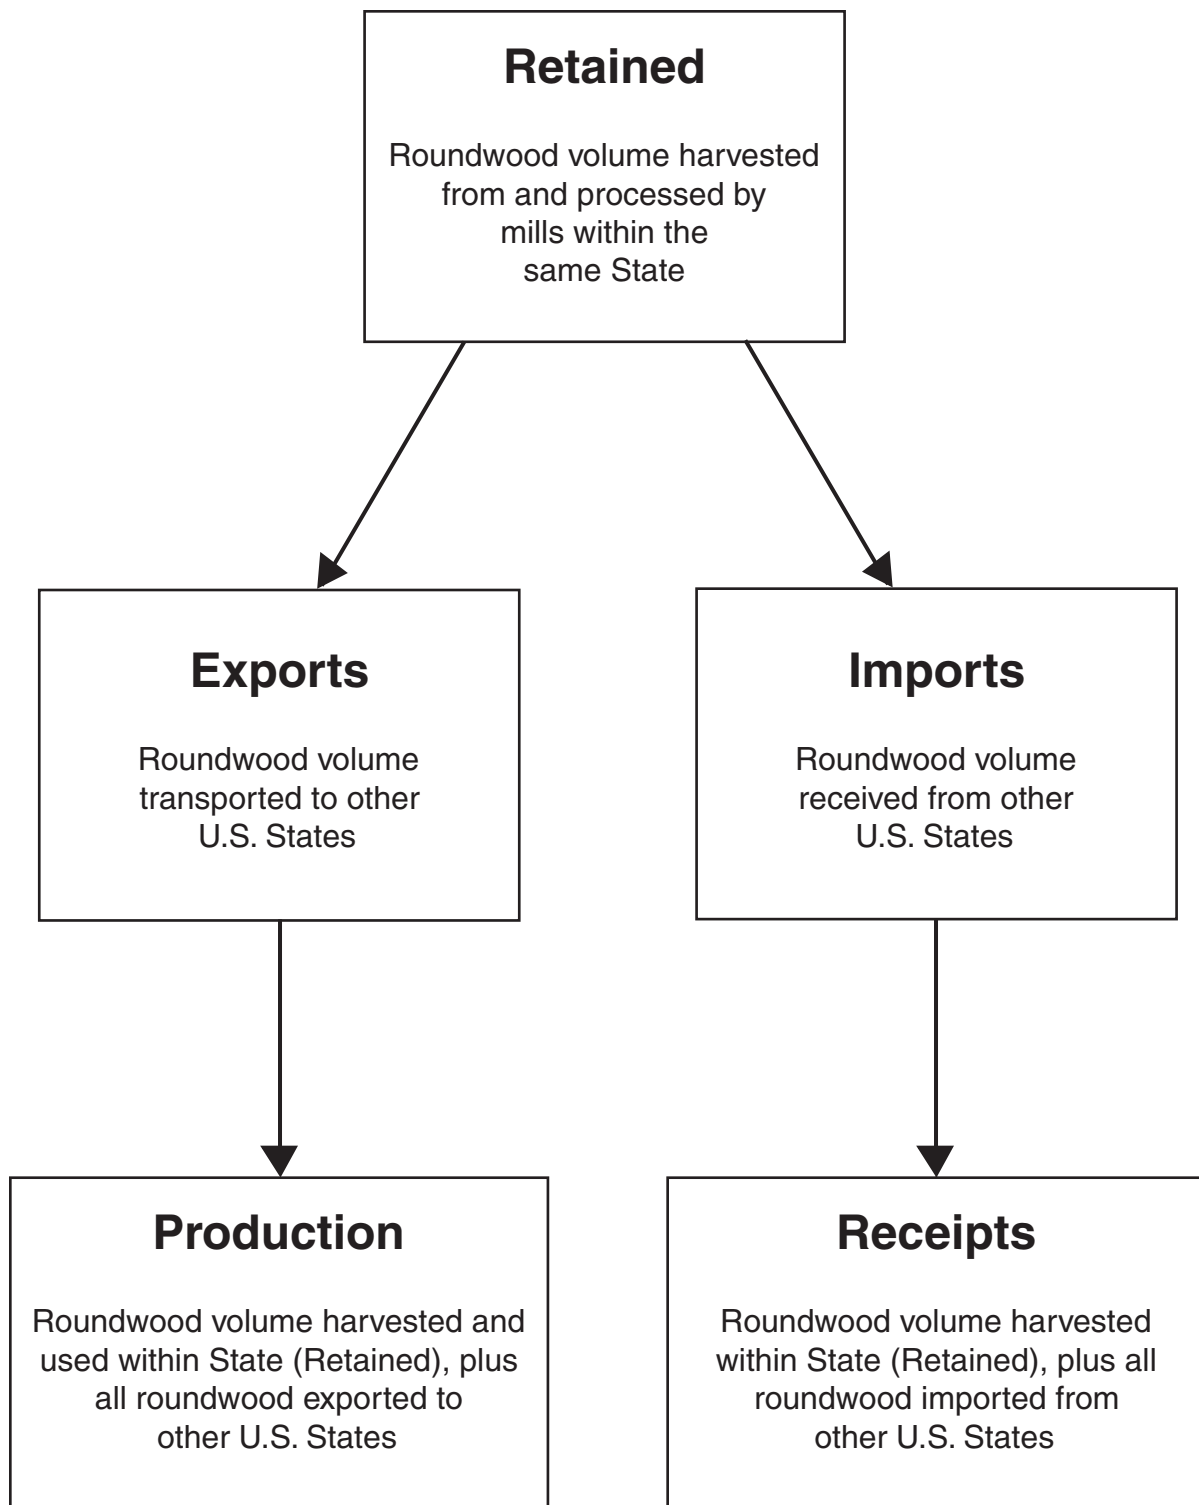 Retained
Roundwood volume harvested
from and processed by
mills within the
same State
Exports
Roundwood volume
transported to other
U.S. States
Imports
Roundwood volume
received from other
U.S. States
Production
Roundwood volume harvested and
used within State (Retained), plus
all roundwood exported to
other U.S. States
Receipts
Roundwood volume harvested
within State (Retained), plus all
roundwood imported from
other U.S. States